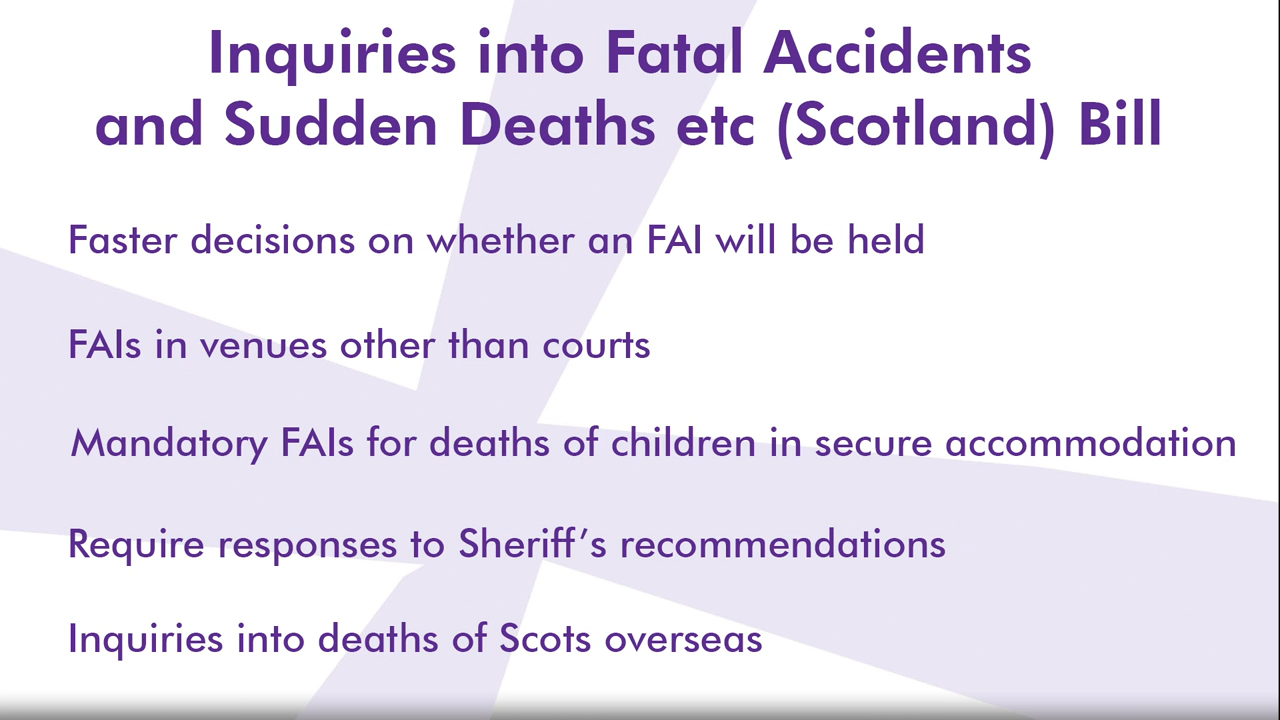 Inquiries into Fatal Accidents
and Sudden Deaths etc (Scotland) Bill
Faster decisions on whether an FAI will be held
FAIs in venues other than courts
Mandatory FAIs for deaths of children in secure accommodation
Require responses to Sheriff’s recommendations
Inquiries into deaths of Scots overseas